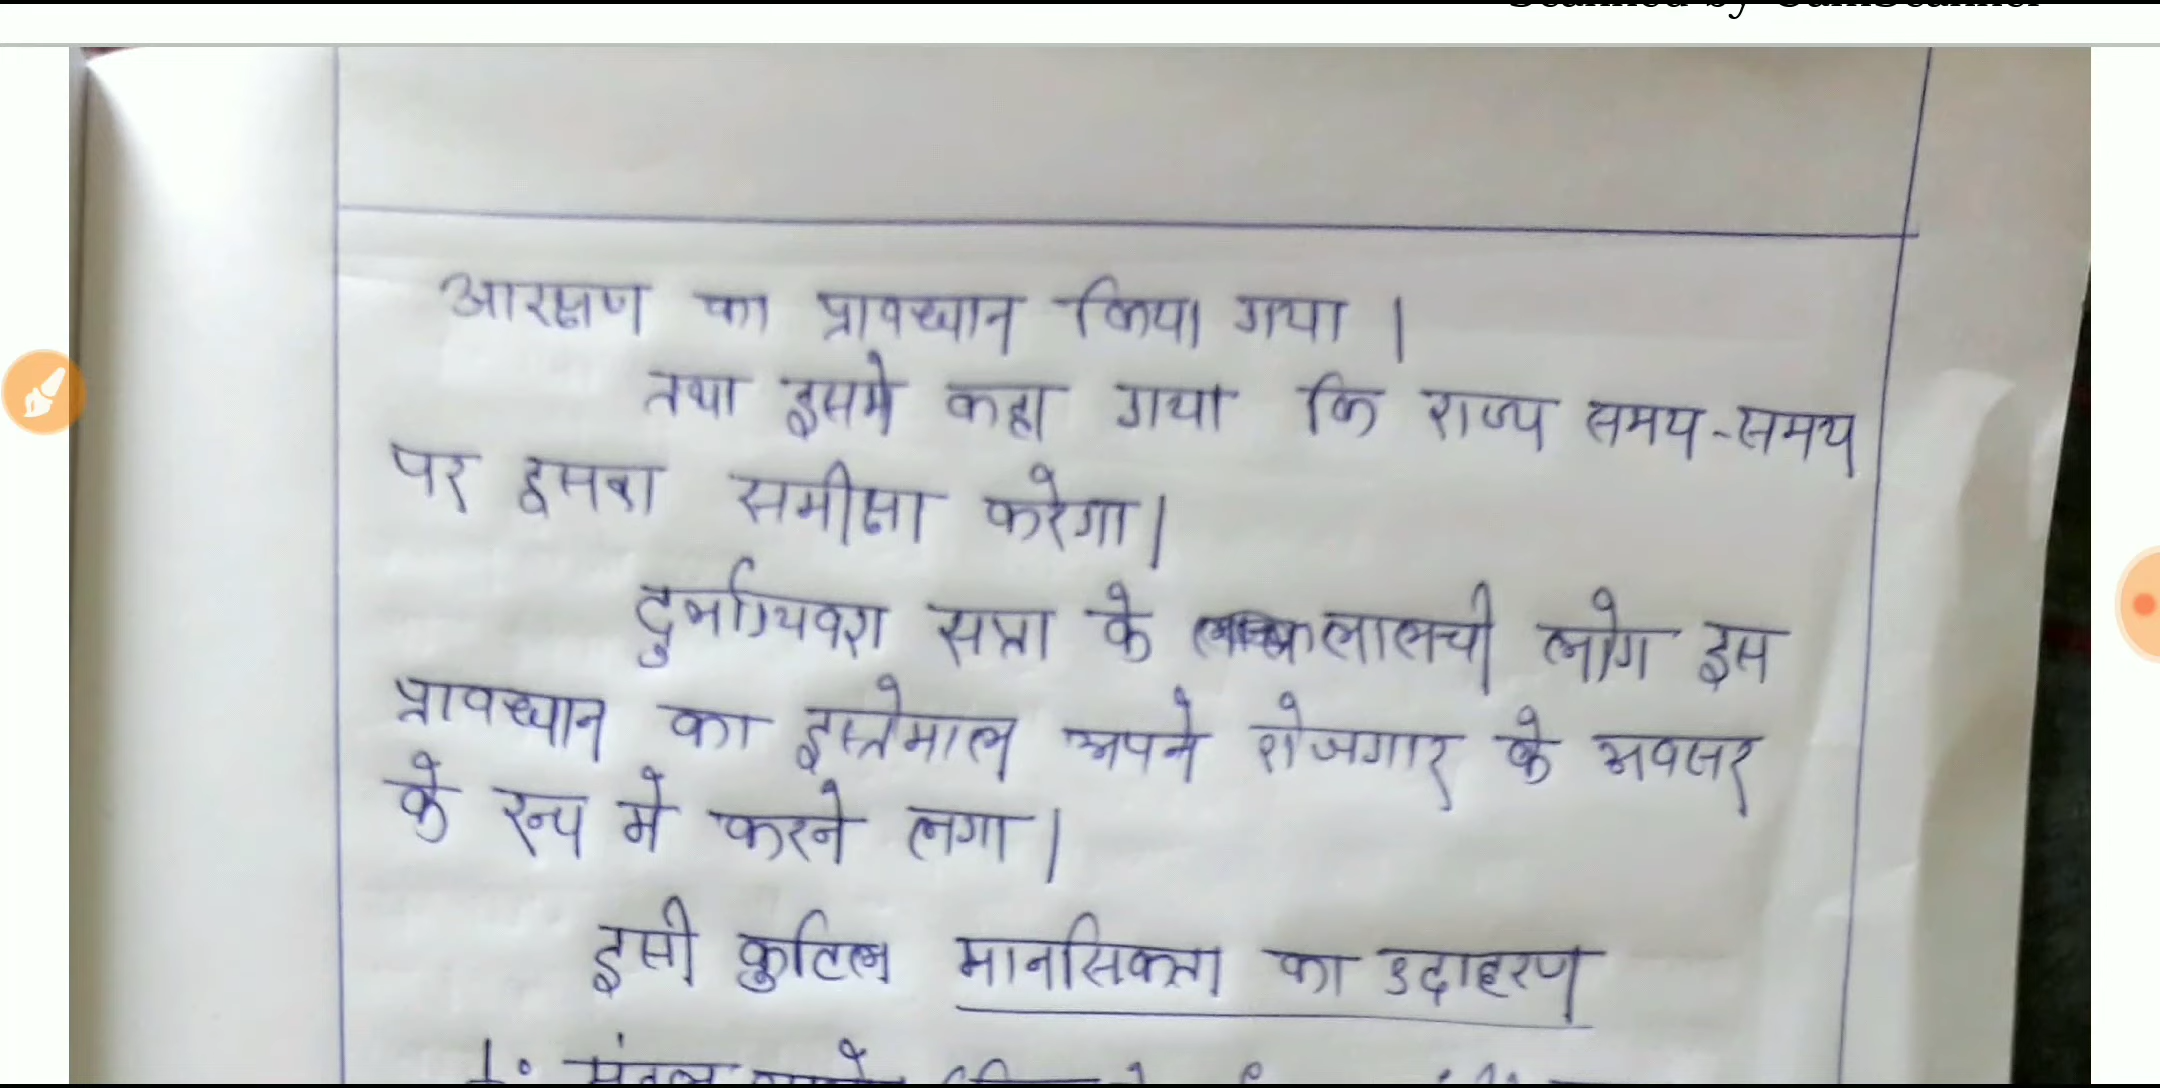 आरक्षण का प्रावधान किया गया |
तथा इसमे कहा गया कि राज्य समय-समय
पर इसका समीक्षा करेगा |
दुर्भाग्यवश सत्ता के लालची लोग इस
प्रावधान का इस्तेमाल अपने रोजगार के अवसर
के रूप मे करने लगा |
इसी कुटिल मानसिकता का उदाहरण
1.